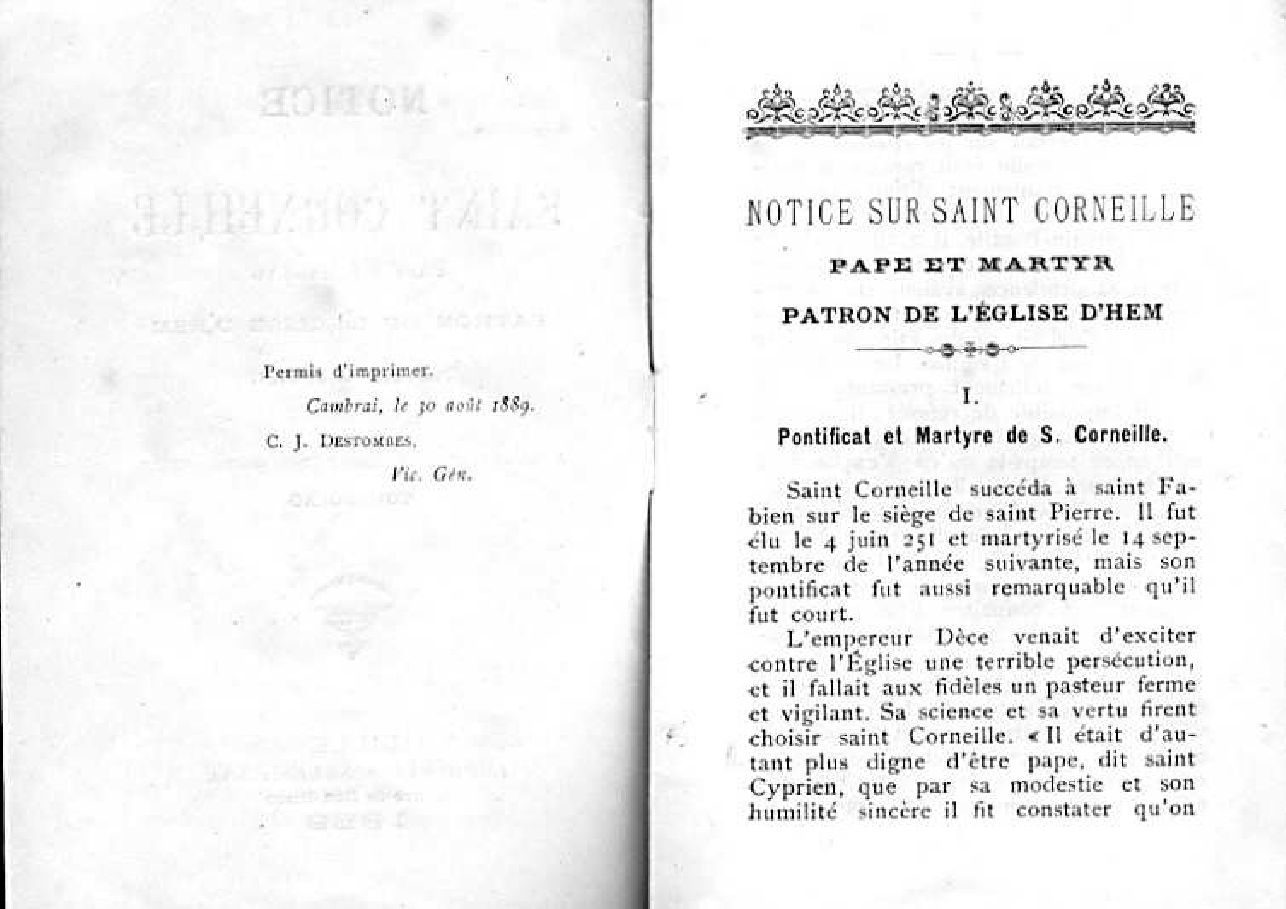 Permis d'imprimer.
Cambrai, le 30 août 1889.
C. J. DESTOMBES,
Vic. Gén.
NOTICE SUR SAINT CORNEILLE
PAPE ET MARTYR
PATRON DE L'ÉGLISE D'HEM
I.
Pontificat et Martyre de S. Corneille.
Saint Corneille succéda à saint Fa-
bien sur le siège de saint Pierre. Il fut
élu le 4 juin 251 et martyrisé le 14 sep-
tembre de l'année suivante, mais son
pontificat fut aussi remarquable qu'il
fut court.
L'empereur Dèce venait d'exciter
contre l'Église une terrible persécution,
et il fallait aux fidèles un pasteur ferme
et vigilant. Sa science et sa vertu firent
choisir saint Corneille. « Il était d'au-
tant plus digne d'être pape, dit saint
Cyprien, que par sa modestie et son
humilité sincère il fit constater qu'on